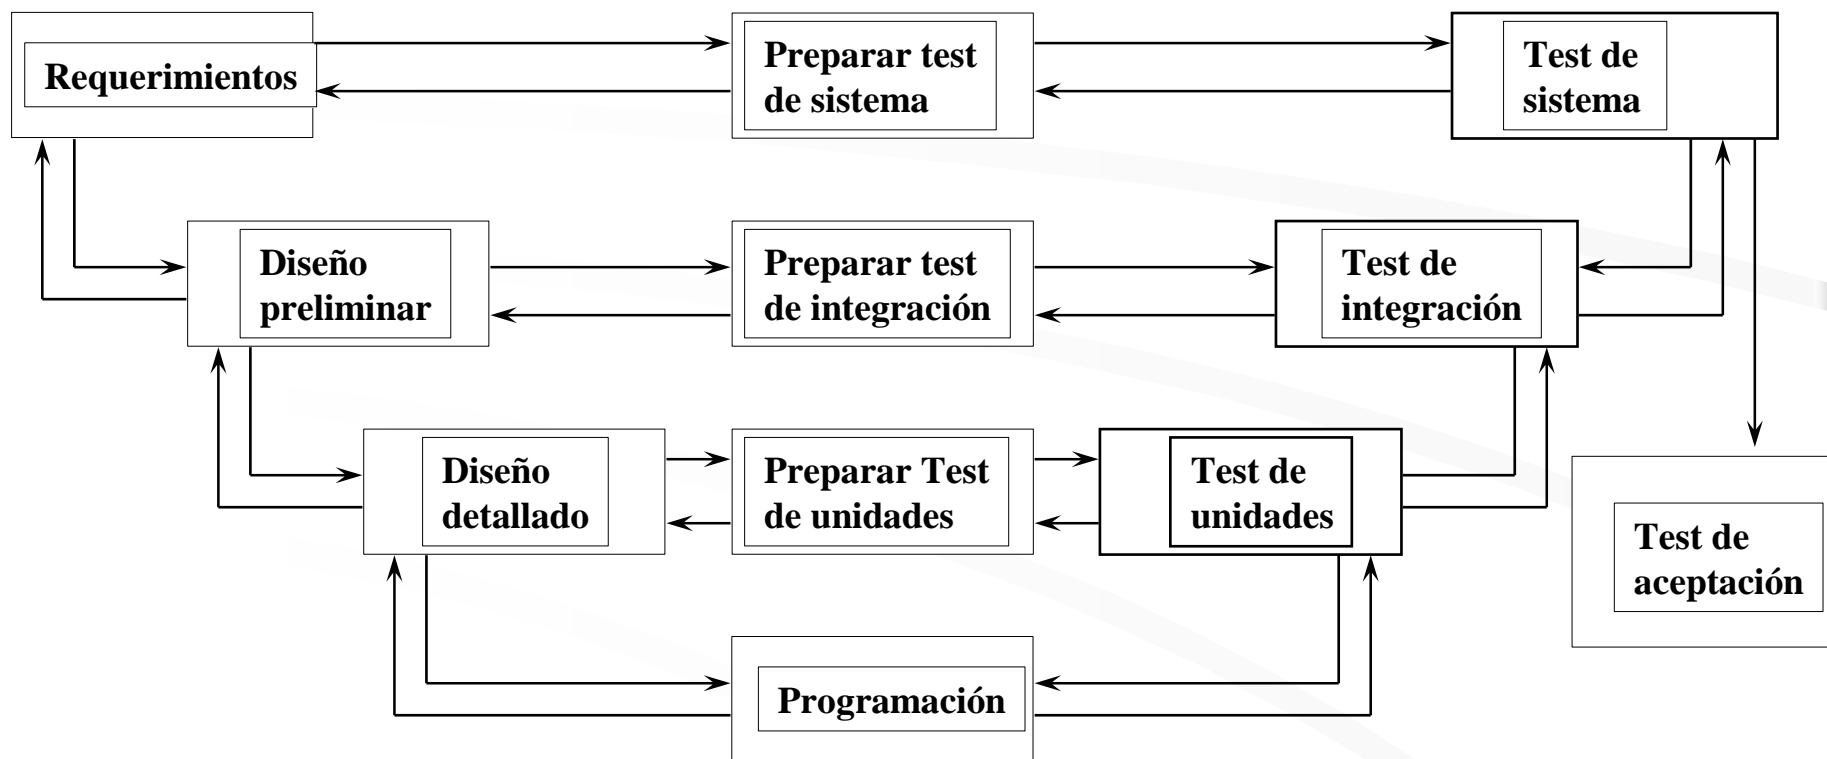 Requerimientos
Preparar test
de sistema
Test de
sistema
Diseño
preliminar
Preparar test
de integración
Test de
integración
Diseño
detallado
Preparar Test
de unidades
Test de
unidades
Test de
aceptación
Programación